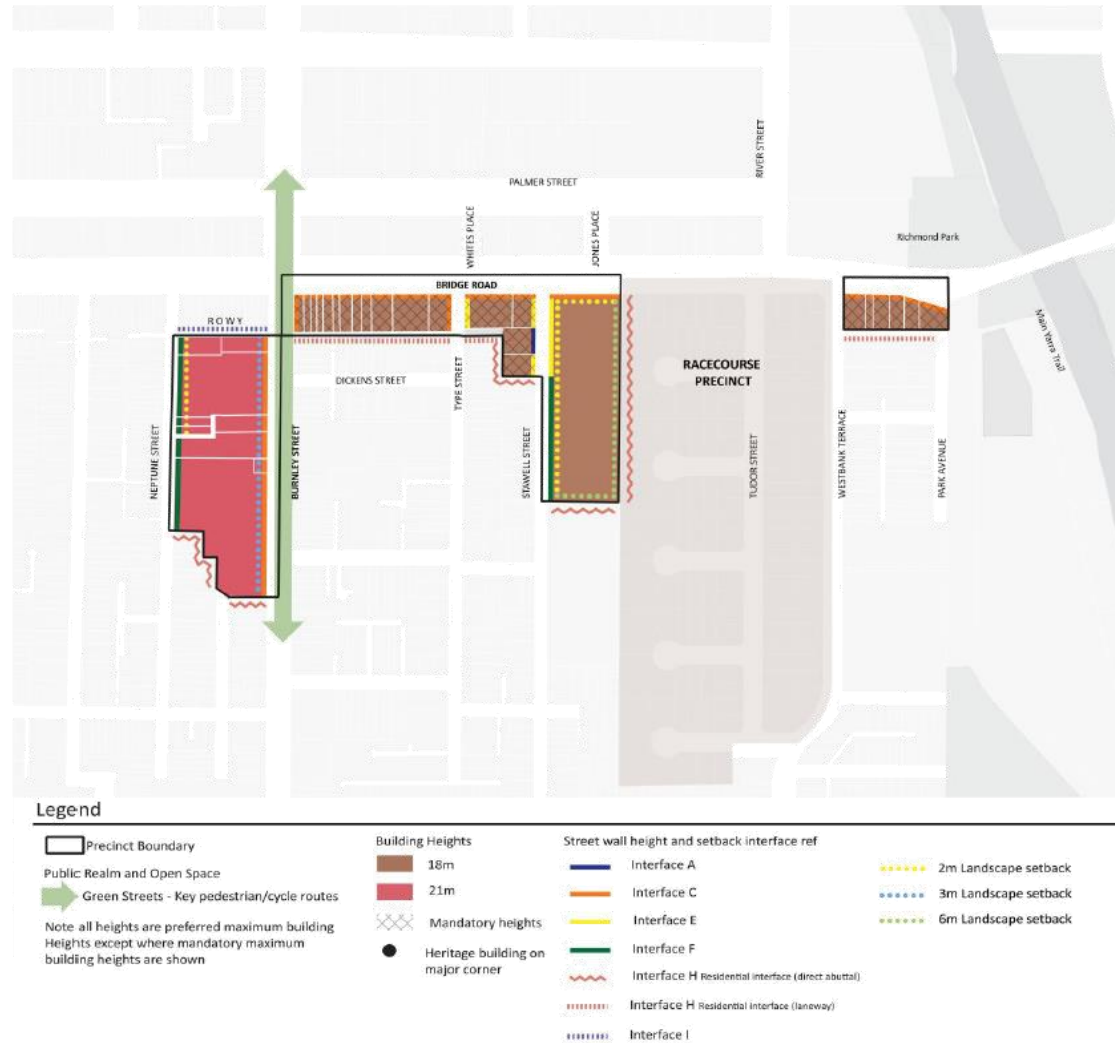 PALMER STREET
RIVER STREET
WHITES PLACE
JONES PLACE
Richmond Park
BRIDGE ROAD
ROWY
Main Yarra Trail
RACECOURSE
PRECINCT
DICKENS STREET
TYPE STREET
NEPTUNE STREET
BURNLEY STREET
STAWELL STREET
TUDOR STREET
WESTBANK TERRACE
PARK AVENUE
Legend
Precinct Boundary
Public Realm and Open Space
Green Streets - Key pedestrian/cycle routes
Note all heights are preferred maximum building
Heights except where mandatory maximum
building heights are shown
Building Heights
18m
21m
Mandatory heights
Heritage building on
major corner
Street wall height and setback interface ref
Interface A
Interface C
Interface E
Interface F
Interface H Residential interface (direct abuttal)
Interface H Residential interface (laneway)
Interface I
2m Landscape setback
3m Landscape setback
6m Landscape setback